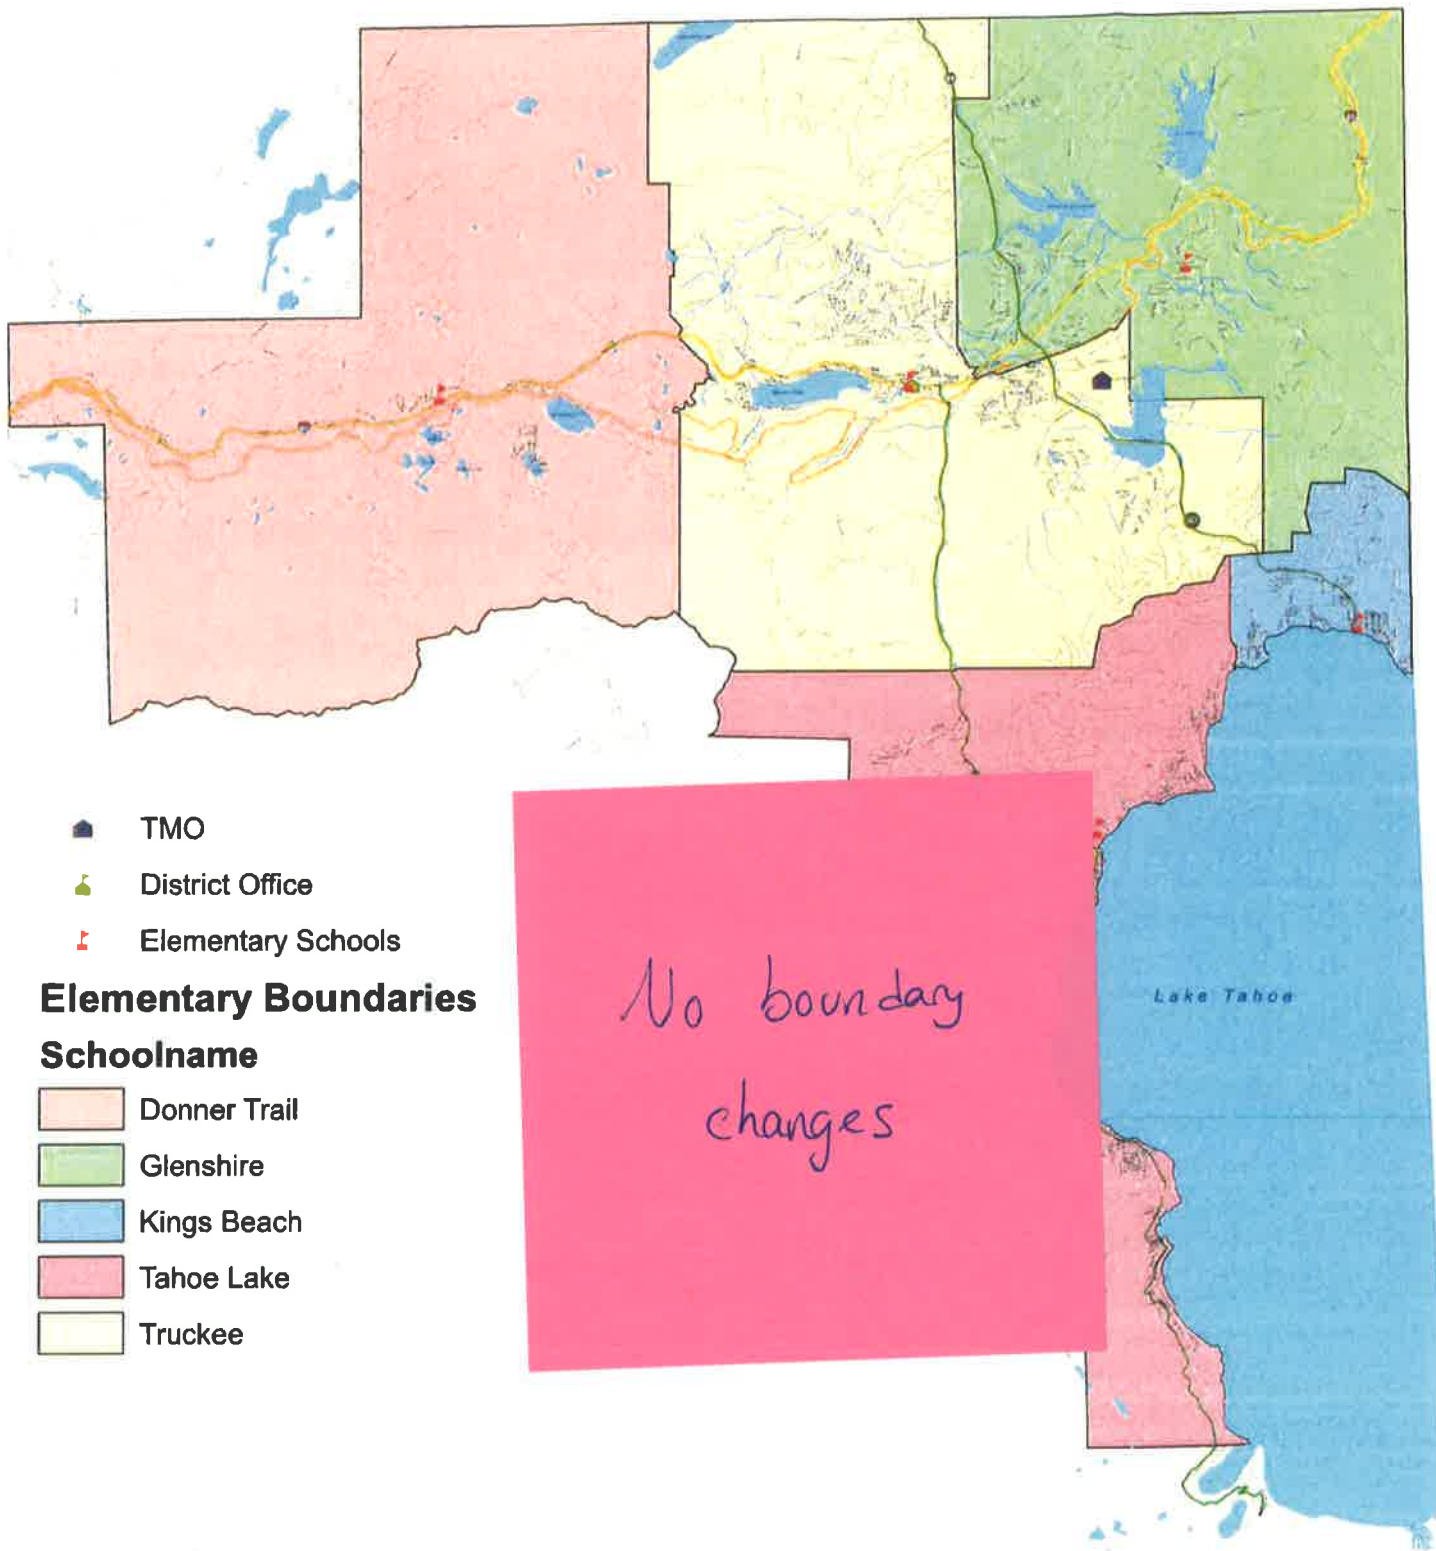 TMO
District Office
Elementary Schools
Elementary Boundaries
Schoolname
Donner Trail
Glenshire
Kings Beach
Tahoe Lake
Truckee
No boundary
changes
Lake Tahoe